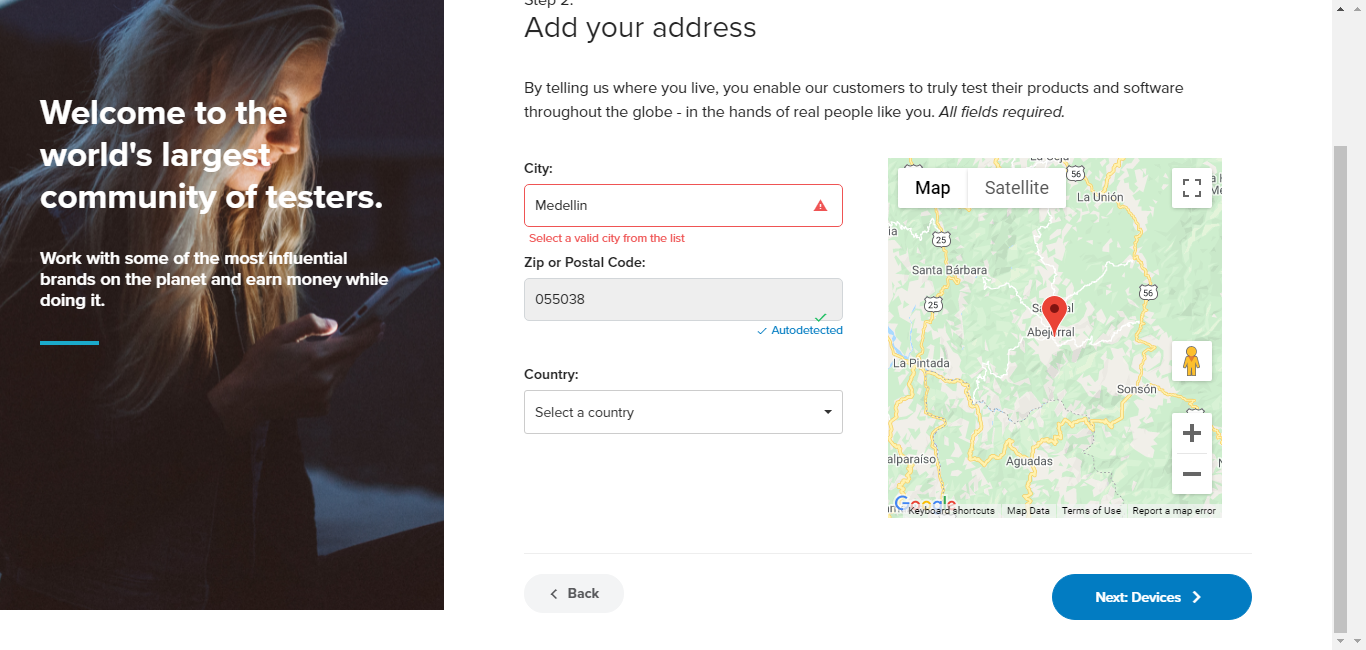 Step 2:
Add your address
Welcome to the
world's largest
community of testers.
Work with some of the most influential
brands on the planet and earn money while
doing it.
By telling us where you live, you enable our customers to truly test their products and software
throughout the globe - in the hands of real people like you. All fields required.
City:
Medellin
Select a valid city from the list
Zip or Postal Code:
055038
Autodetected
Country:
Select a country
Map
Satellite
56
La Unión
25
Santa Bárbara
56
25
Abejorral
La Pintada
Sonsón
Aguadas
Google
Keyboard shortcuts
Map Data
Terms of Use
Report a map error
Back
Next: Devices